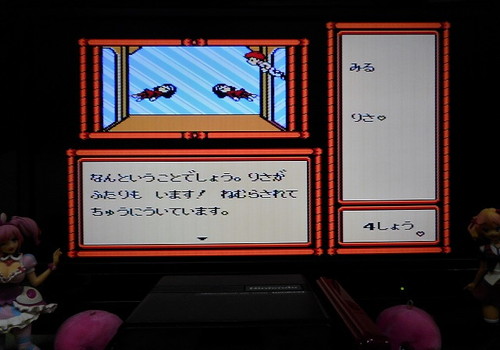 なんということでしょう。りさが
ふたりも います! ねむらされて
ちゅうにういています。
みる
りさ♡
4しょう